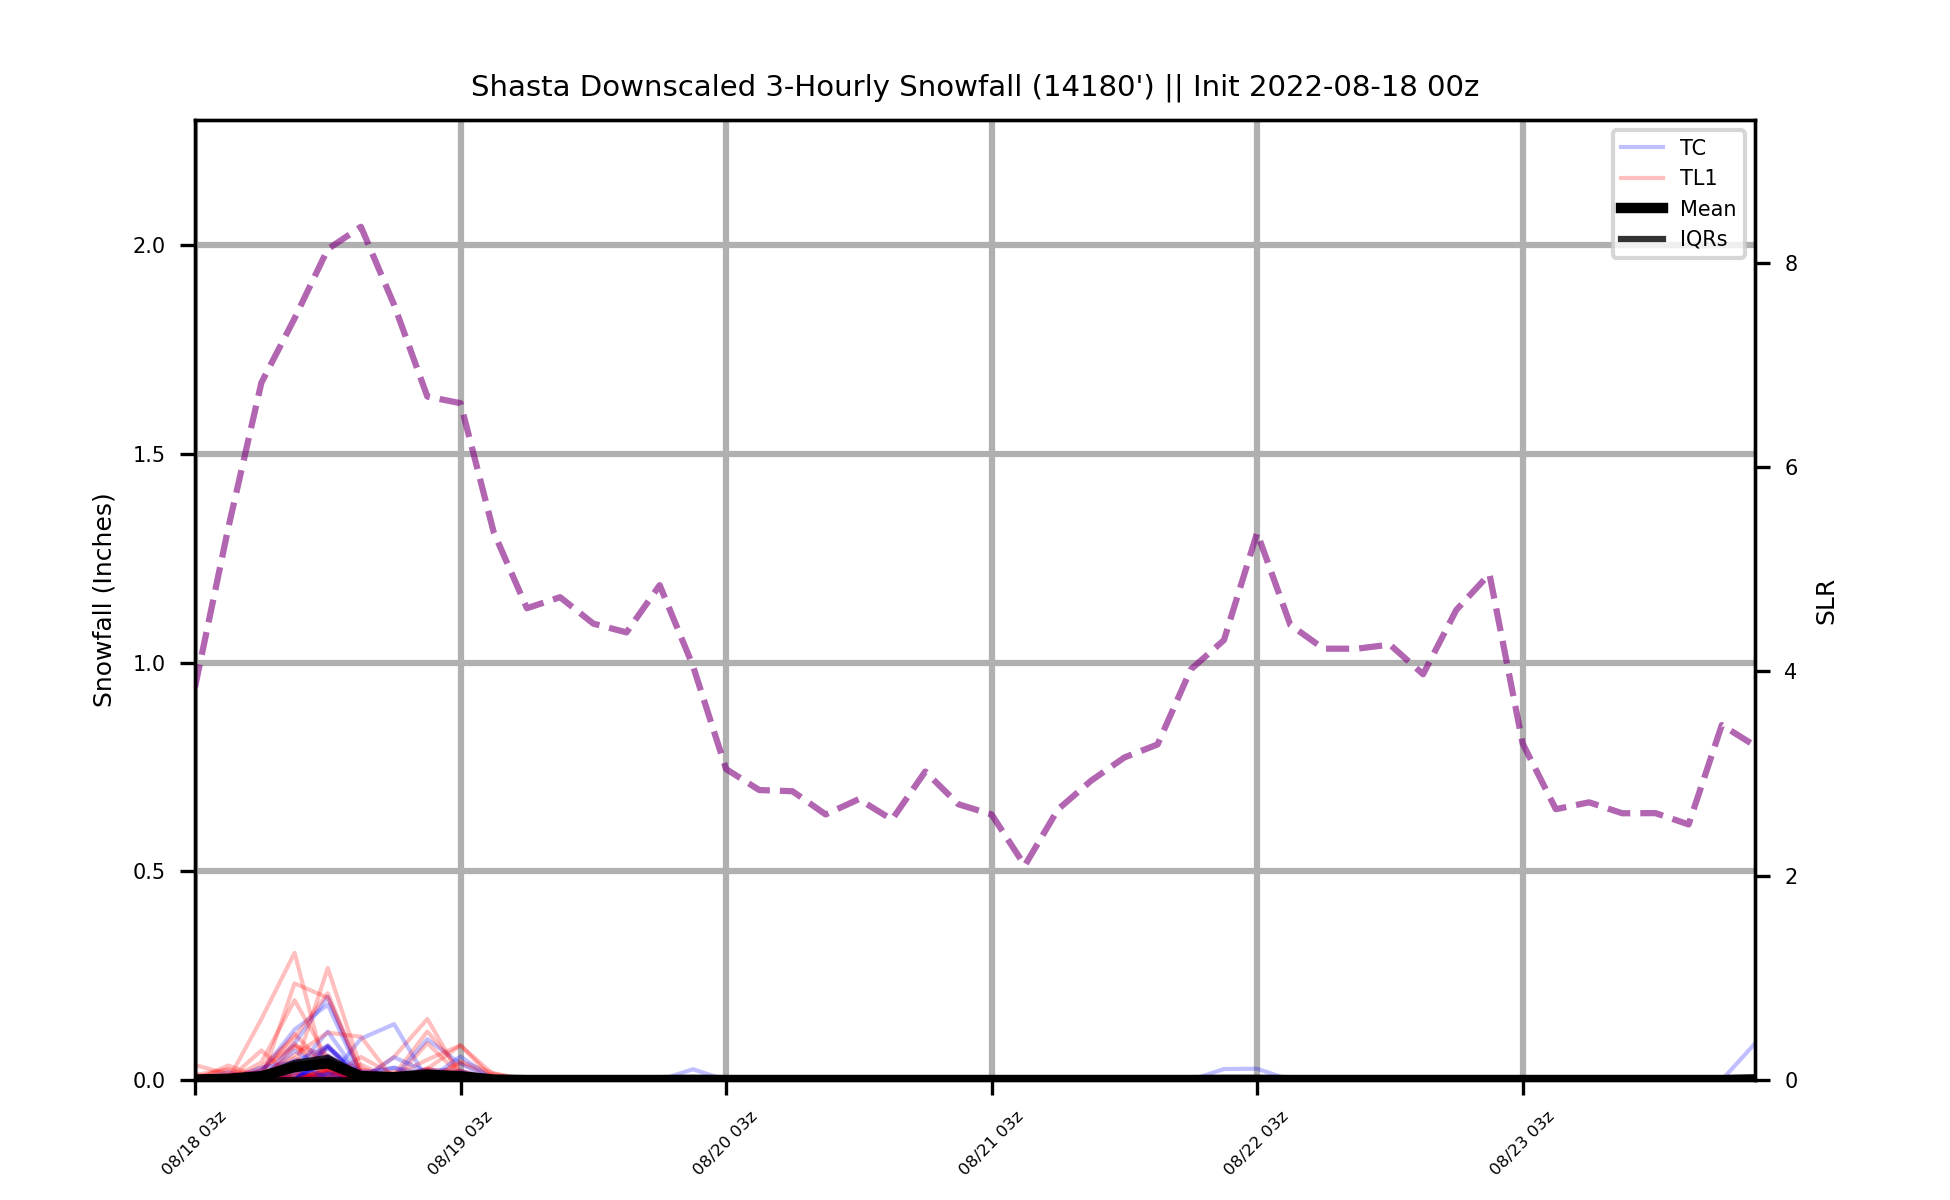 Shasta Downscaled 3-Hourly Snowfall (14180') || Init 2022-08-18 00z
TC
TL1
Mean
IQRs
2.0
1.5
1.0
0.5
0.0
Snowfall (Inches)
8
6
4
2
0
SLR
08/18 03z
08/19 03z
08/20 03z
08/21 03z
08/22 03z
08/23 03z